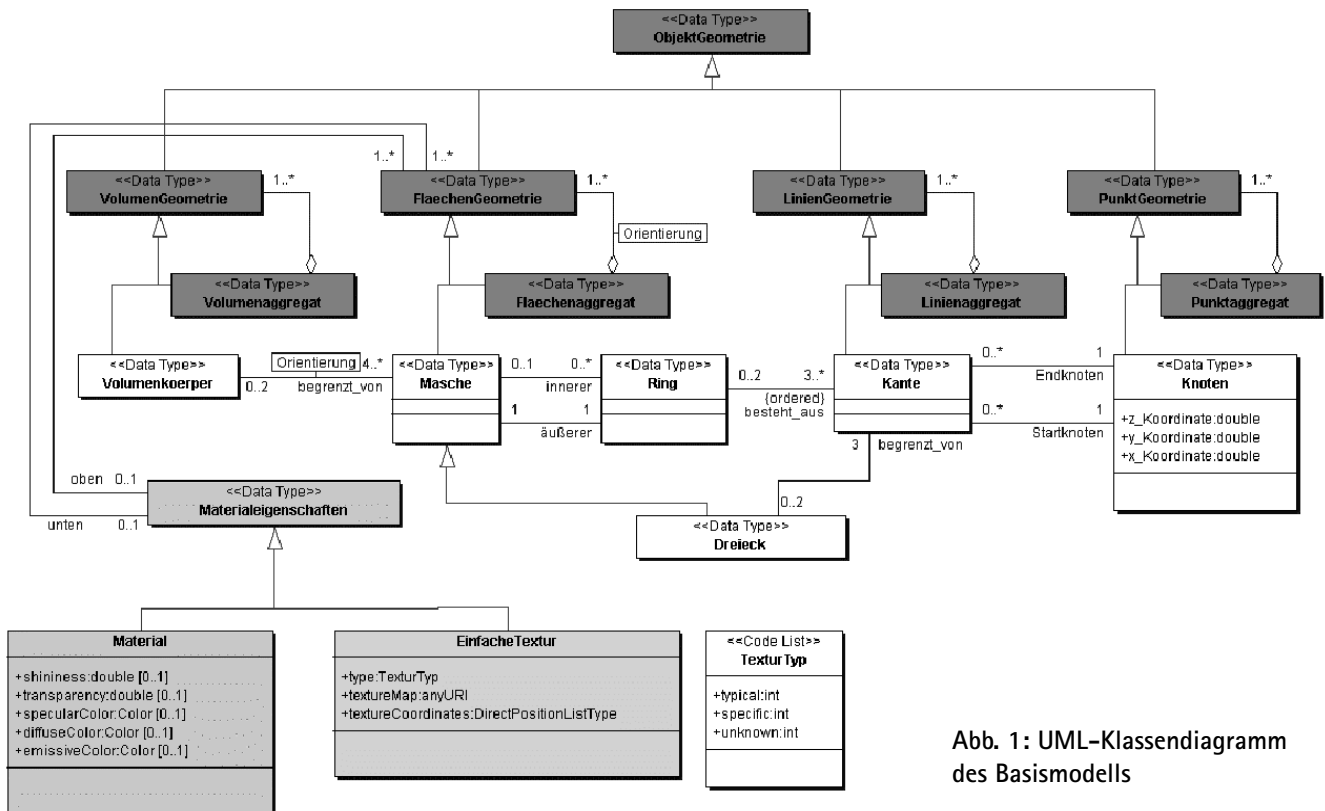 <<Data Type>>
ObjektGeometrie
1..*
1..*
<<Data Type>>
VolumenGeometrie
1..*
<<Data Type>>
FlaechenGeometrie
1..*
<<Data Type>>
LinienGeometrie
1..*
<<Data Type>>
PunktGeometrie
1..*
Orientierung
<<Data Type>>
Volumenaggregat
<<Data Type>>
Flaechenaggregat
<<Data Type>>
Linienaggregat
<<Data Type>>
Punktaggregat
<<Data Type>>
Volumenkoerper
Orientierung
4..*
0..2
begrenzt_von
<<Data Type>>
Masche
0..1
0..*
innerer
1
1
äußerer
<<Data Type>>
Ring
0..2
3..*
{ordered}
besteht_aus
<<Data Type>>
Kante
0..*
1
Endknoten
0..*
1
Startknoten
<<Data Type>>
Knoten
+z_Koordinate:double
+y_Koordinate:double
+x_Koordinate:double
3
begrenzt_von
0..2
<<Data Type>>
Dreieck
oben
0..1
unten
0..1
<<Data Type>>
Materialeigenschaften
Material
+shininess:double [0..1]
+transparency:double [0..1]
+specularColor:Color [0..1]
+diffuseColor:Color [0..1]
+emissiveColor:Color [0..1]
EinfacheTextur
+type:TexturTyp
+textureMap:anyURI
+textureCoordinates:DirectPositionListType
<<Code List>>
TexturTyp
+typical:int
+specific:int
+unknown:int
Abb. 1: UML-Klassendiagramm
des Basismodells